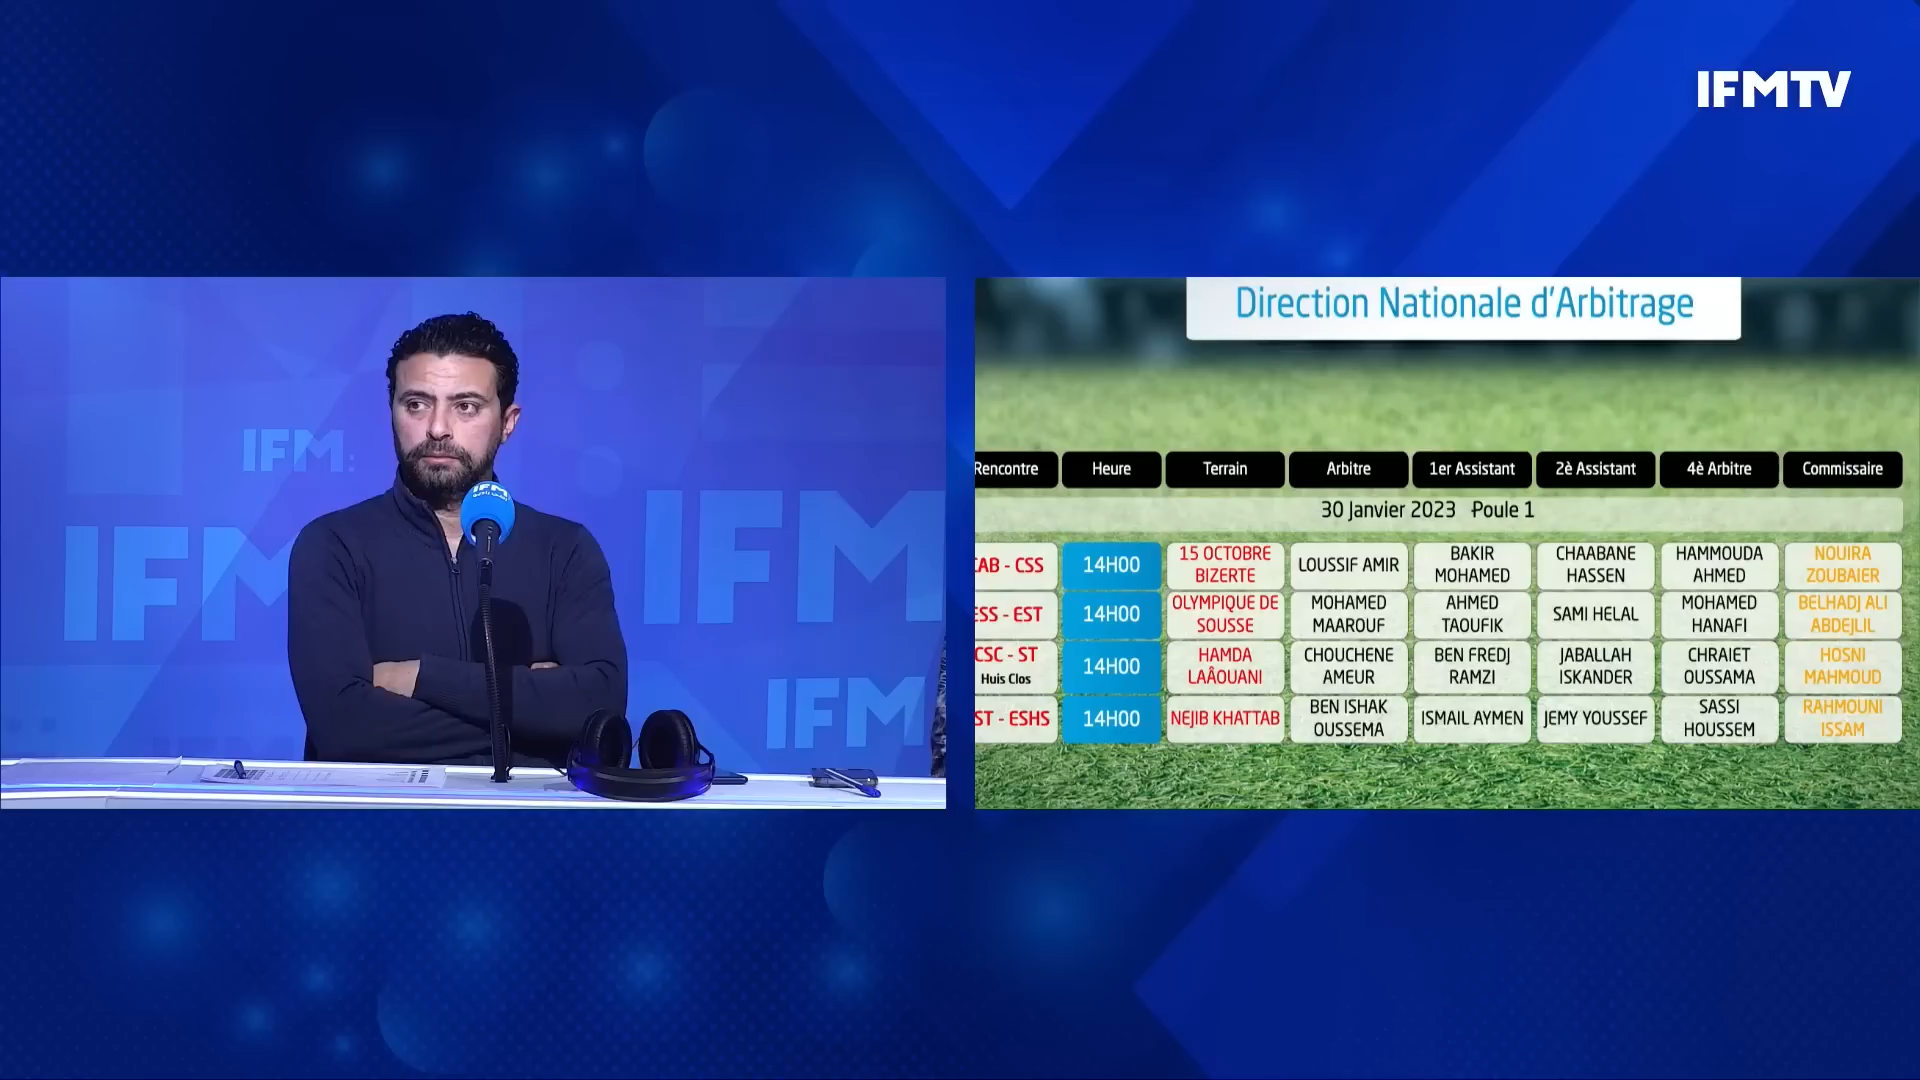 IFMTV
IFM
IFM
IFM
IFM
IFM
Direction Nationale d'Arbitrage
Rencontre Heure Terrain Arbitre 1er Assistant 2è Assistant 4è Arbitre Commissaire
30 Janvier 2023 Poule 1
CAB - CSS 14H00 15 OCTOBRE BIZERTE LOUSSIF AMIR BAKIR MOHAMED CHAABANE HASSEN HAMMOUDA AHMED NOUIRA ZOUBAIER
ESS - EST 14H00 OLYMPIQUE DE SOUSSE MOHAMED MAAROUF AHMED TAOUFIK SAMI HELAL MOHAMED HANAFI BELHADJ ALI ABDEJLIL
CSC - ST Huis Clos 14H00 HAMDA LAÂOUANI CHOUCHENE AMEUR BEN FREDJ RAMZI JABALLAH ISKANDER CHRAIET OUSSAMA HOSNI MAHMOUD
ST - ESHS 14H00 NEJIB KHATTAB BEN ISHAK OUSSEMA ISMAIL AYMEN JEMY YOUSSEF SASSI HOUSSEM RAHMOUNI ISSAM